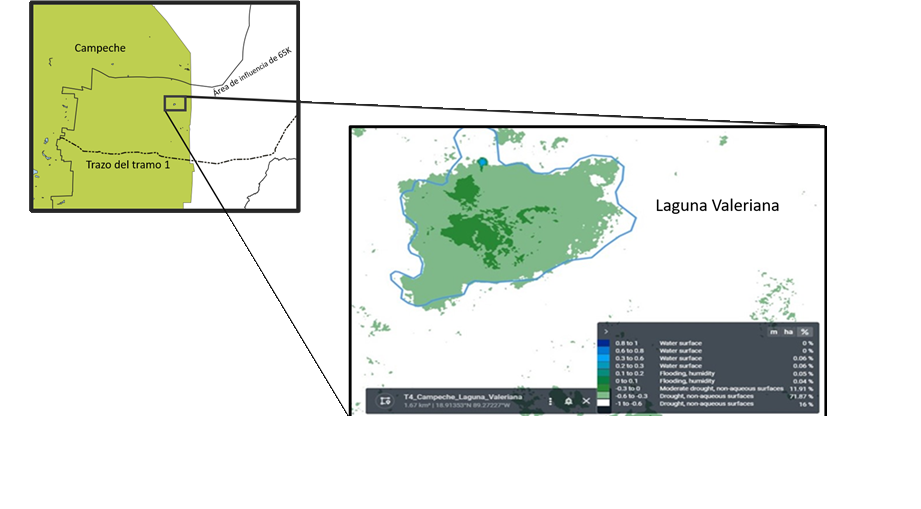 Campeche
Área de influencia de 65K
Trazo del tramo 1
Laguna Valeriana
m ha %
0.8 to 1 Water surface 0 %
0.6 to 0.8 Water surface 0 %
0.3 to 0.6 Water surface 0.06 %
0.2 to 0.3 Water surface 0.06 %
0.1 to 0.2 Flooding, humidity 0.05 %
0 to 0.1 Flooding, humidity 0.04 %
-0.3 to 0 Moderate drought, non-aqueous surfaces 11.91 %
-0.6 to -0.3 Drought, non-aqueous surfaces 71.87 %
-1 to -0.6 Drought, non-aqueous surfaces 16 %
T4_Campeche_Laguna_Valeriana
1.67 km² | 18.91353°N 89.27227°W